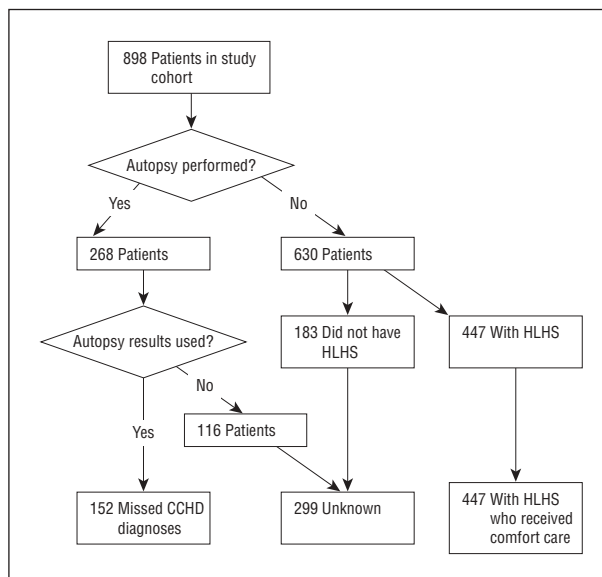 898 Patients in study
cohort
Autopsy performed?
Yes
No
268 Patients
630 Patients
Autopsy results used?
183 Did not have
HLHS
447 With HLHS
No
116 Patients
Yes
152 Missed CCHD
diagnoses
299 Unknown
447 With HLHS
who received
comfort care